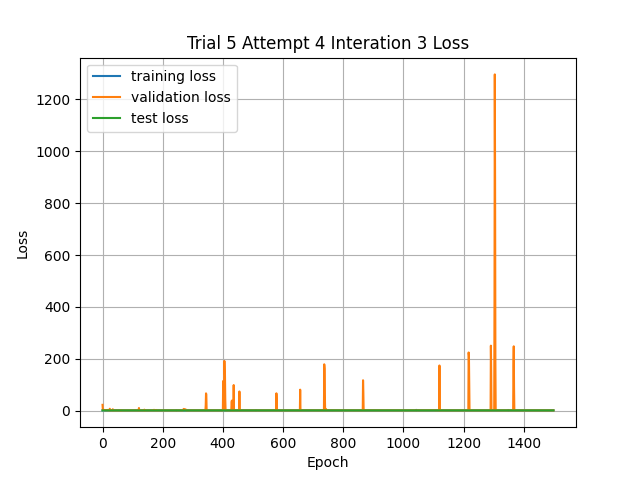 Trial 5 Attempt 4 Interation 3 Loss
training loss
validation loss
test loss
Loss
1200
1000
800
600
400
200
0
0 200 400 600 800 1000 1200 1400
Epoch